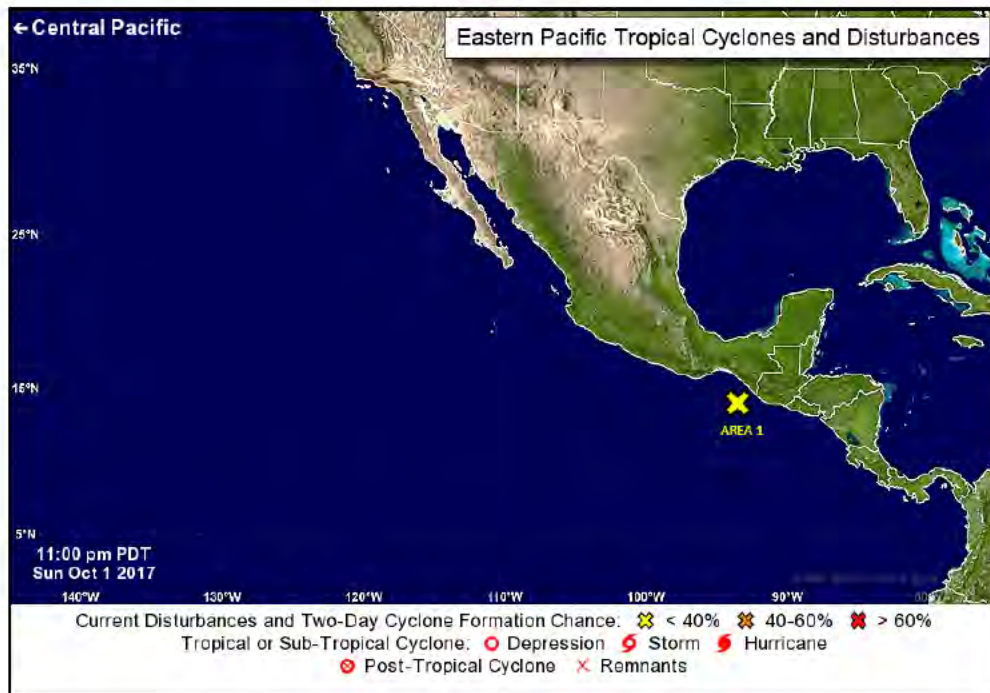 ←Central Pacific
Eastern Pacific Tropical Cyclones and Disturbances
35°N
25°N
15°N
AREA 1
5°N
11:00 pm PDT
Sun Oct 1 2017
140°W 130°W 120°W 110°W 100°W 90°W
Current Disturbances and Two-Day Cyclone Formation Chance: < 40% 40-60% > 60%
Tropical or Sub-Tropical Cyclone: Depression Storm Hurricane
Post-Tropical Cyclone Remnants